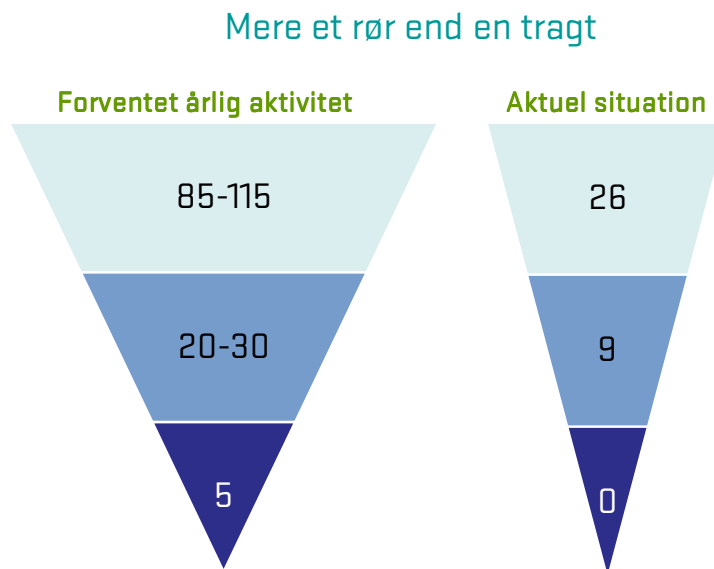 Mere et rør end en tragt
Forventet årlig aktivitet
85-115
20-30
5
Aktuel situation
26
9
0